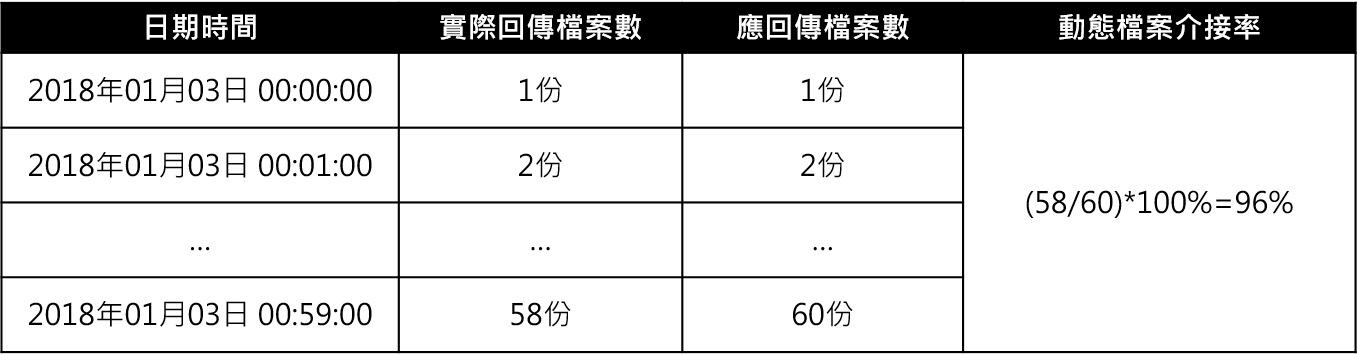 日期時間 實際回傳檔案數 應回傳檔案數 動態檔案介接率
2018年01月03日 00:00:00 1份 1份
2018年01月03日 00:01:00 2份 2份
(58/60)*100%=96%
... ... ...
2018年01月03日 00:59:00 58份 60份